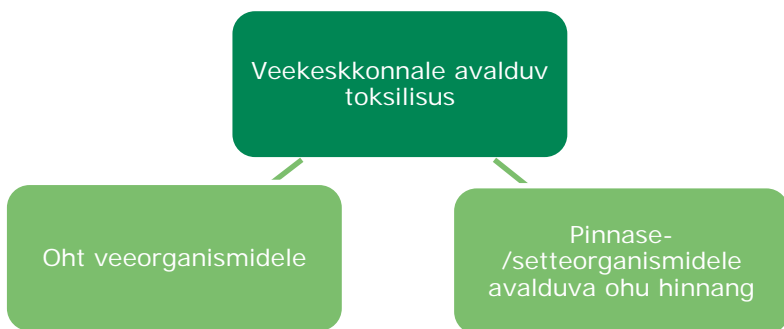 Veekeskkonnale avalduv
toksilisus
Oht veeorganismidele
Pinnase-
/setteorganismidele
avalduva ohu hinnang